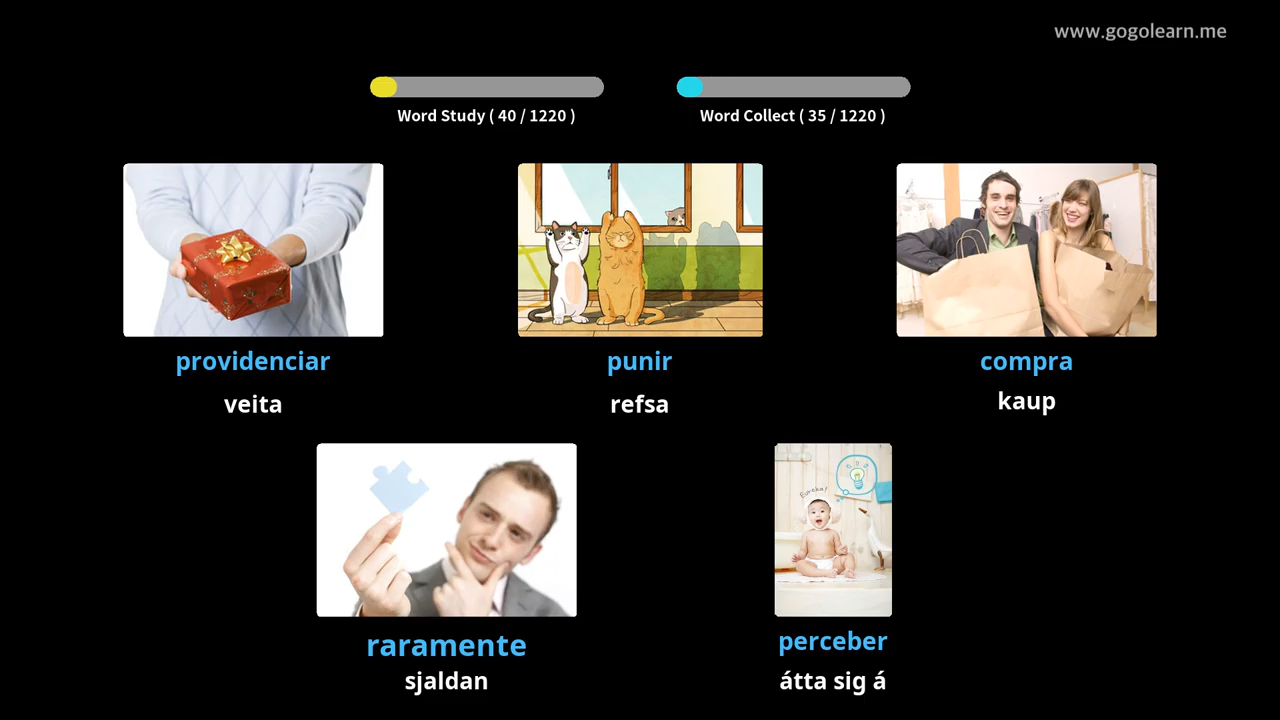 www.gogolearn.me
Word Study ( 40 / 1220 )
Word Collect ( 35 / 1220 )
providenciar
veita
punir
refsa
compra
kaup
Eureka!
raramente
sjaldan
perceber
átta sig á